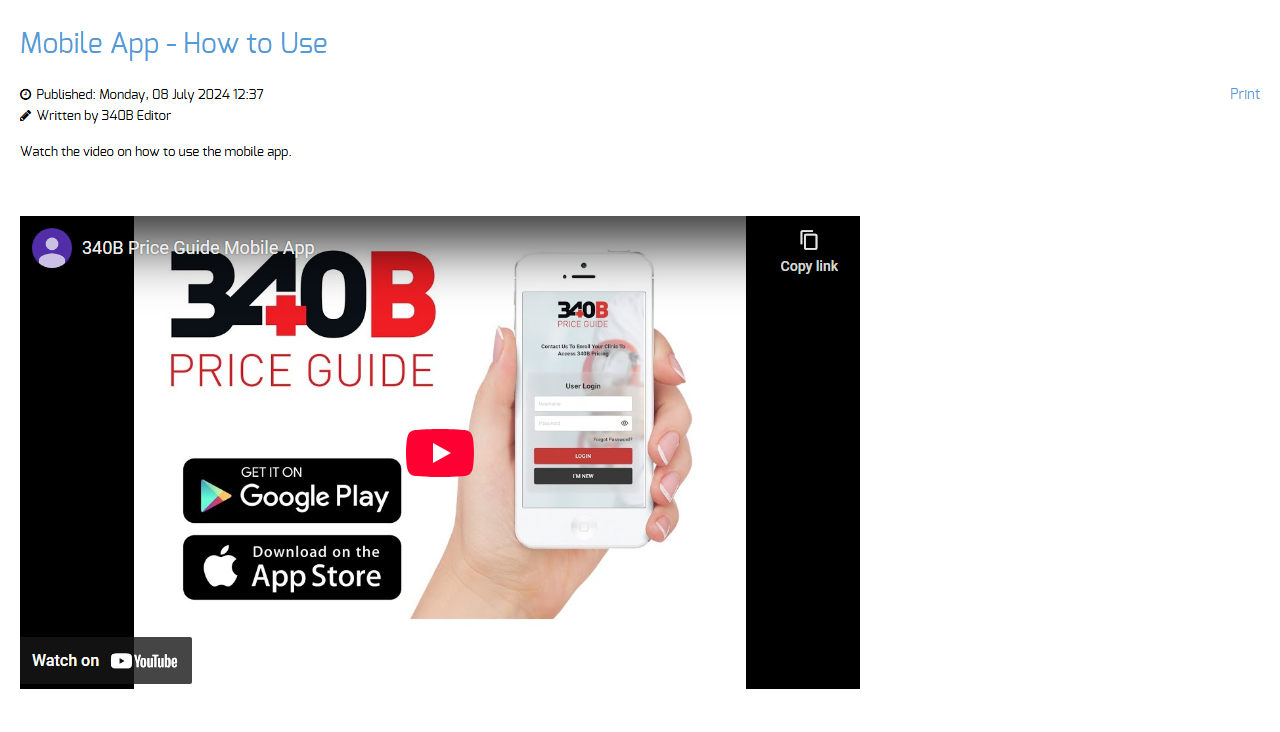 Mobile App - How to Use
Published: Monday, 08 July 2024 12:37
Print
Written by 340B Editor
Watch the video on how to use the mobile app.
340B Price Guide Mobile App
Copy link
340B
PRICE GUIDE
340B
PRICE GUIDE
Contact Us To Enroll Your Clinic To
Access 340B Pricing
User Login
Username
Password
Forgot Password?
LOGIN
I'M NEW
GET IT ON
Google Play
Download on the
App Store
Watch on YouTube